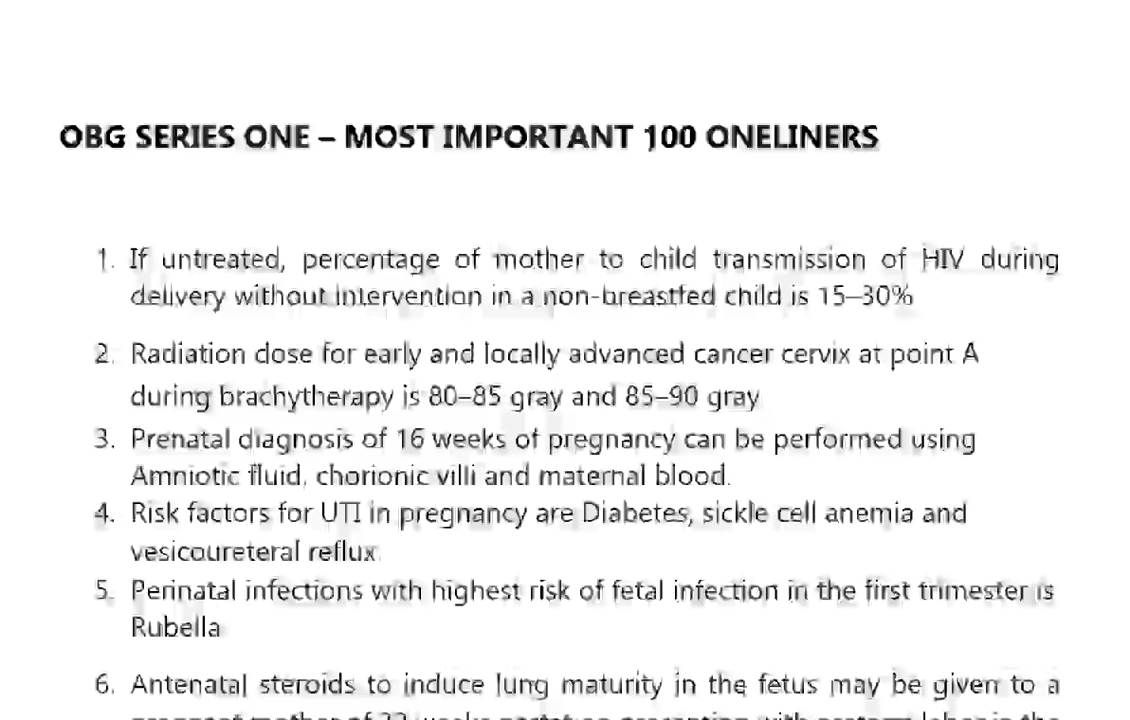 OBG SERIES ONE – MOST IMPORTANT 100 ONELINERS
1. If untreated, percentage of mother to child transmission of HIV during
delivery without intervention in a non-breastfed child is 15–30%
2. Radiation dose for early and locally advanced cancer cervix at point A
during brachytherapy is 80–85 gray and 85–90 gray
3. Prenatal diagnosis of 16 weeks of pregnancy can be performed using
Amniotic fluid, chorionic villi and maternal blood.
4. Risk factors for UTI in pregnancy are Diabetes, sickle cell anemia and
vesicoureteral reflux.
5. Perinatal infections with highest risk of fetal infection in the first trimester is
Rubella
6. Antenatal steroids to induce lung maturity in the fetus may be given to a